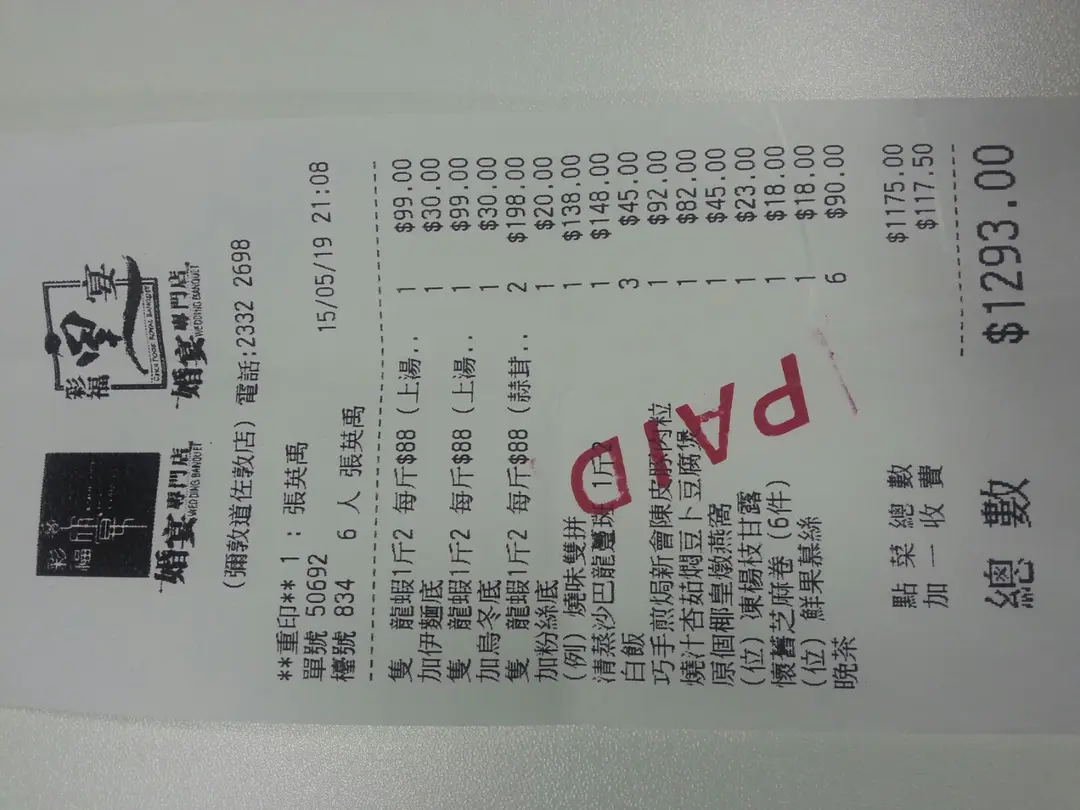 彩福
婚宴專門店
WEDDING BANQUET
彩福
皇宴
CHOI FOOK ROYAL BANQUET
婚宴專門店
WEDDING BANQUET
(彌敦道佐敦店) 電話:2332 2698
**重印** 1 : 張英禹
單號 50692 15/05/19 21:08
檯號 834 6 人 張英禹
隻 龍蝦1斤2 每斤$88 (上湯.. 1 $99.00
加伊麵底 1 $30.00
隻 龍蝦1斤2 每斤$88 (上湯.. 1 $99.00
加烏冬底 1 $30.00
隻 龍蝦1斤2 每斤$88 (蒜茸.. 2 $198.00
加粉絲底 1 $20.00
(例) 燒味雙拼 1 $138.00
清蒸沙巴龍躉斑 1斤2 1 $148.00
白飯 3 $45.00
巧手煎焗新會陳皮豚肉粒 1 $92.00
燒汁杏茹燜豆卜豆腐煲 1 $82.00
原個椰皇燉燕窩 1 $45.00
(位) 凍楊枝甘露 1 $23.00
懷舊芝麻卷 (6件) 1 $18.00
(位) 鮮果慕絲 1 $18.00
晚茶 6 $90.00
PAID
點菜總數 $1175.00
加一收費 $117.50
總數 $1293.00